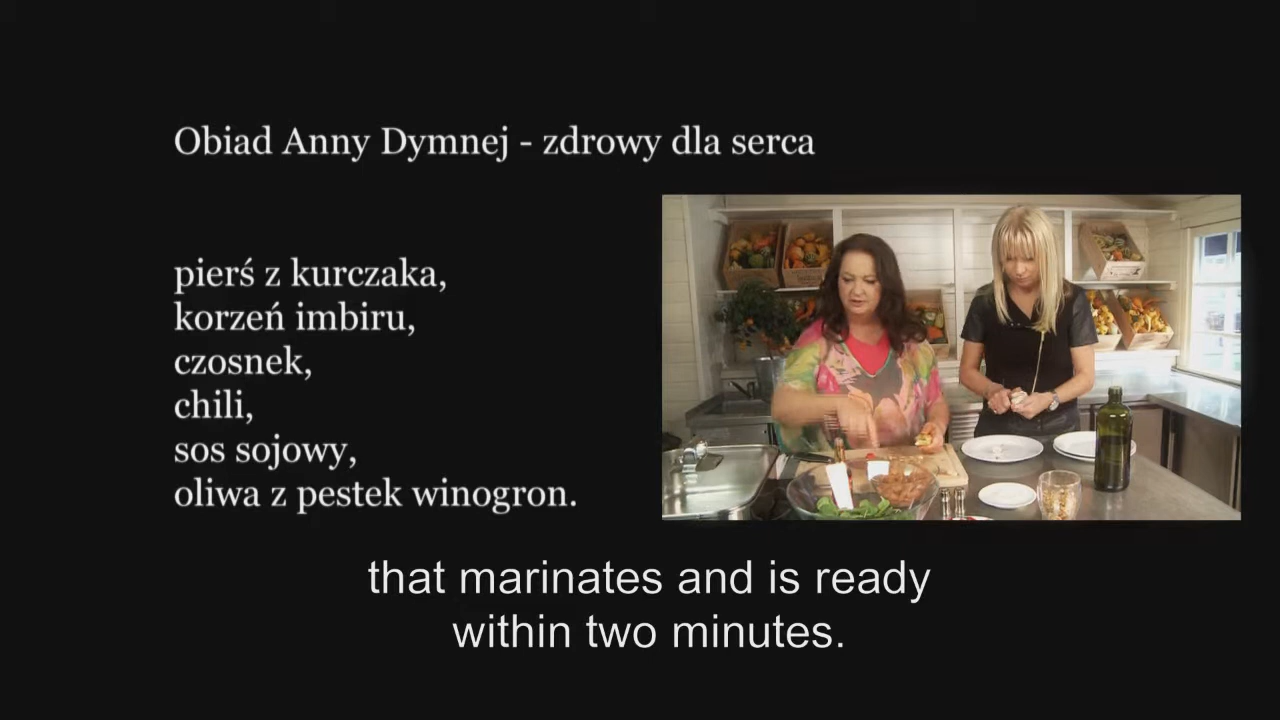 Obiad Anny Dymnej - zdrowy dla serca
pierś z kurczaka,
korzeń imbiru,
czosnek,
chili,
sos sojowy,
oliwa z pestek winogron.
that marinates and is ready
within two minutes.